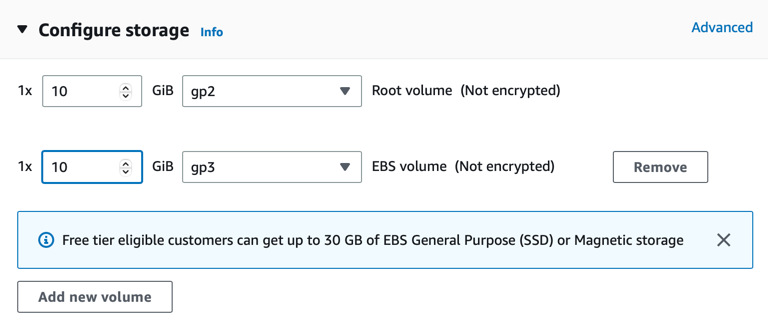 Configure storage Info Advanced
1x 10 GiB gp2 Root volume (Not encrypted)
1x 10 GiB gp3 EBS volume (Not encrypted) Remove
Free tier eligible customers can get up to 30 GB of EBS General Purpose (SSD) or Magnetic storage
Add new volume